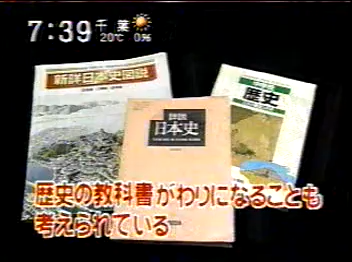 7:39 千葉
20℃ 0%
新詳日本史図説
詳説
日本史
歴史
歴史の教科書がわりになることも
考えられている